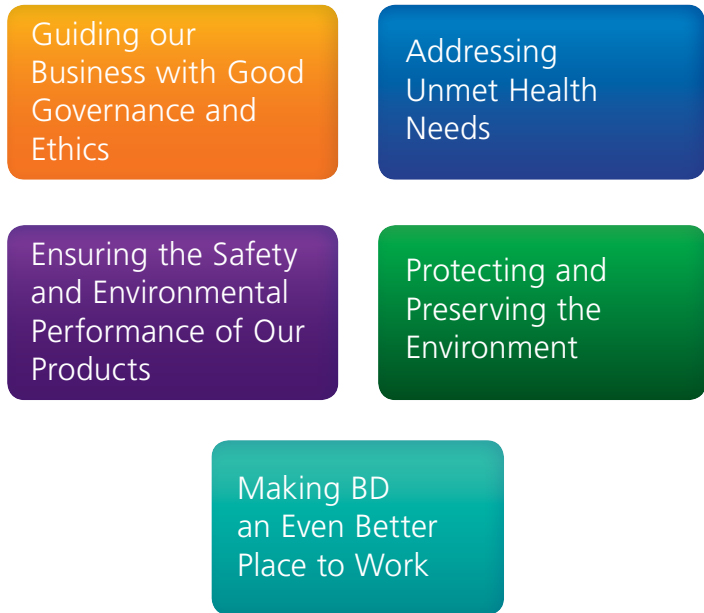 Guiding our
Business with Good
Governance and
Ethics
Addressing
Unmet Health
Needs
Ensuring the Safety
and Environmental
Performance of Our
Products
Protecting and
Preserving the
Environment
Making BD
an Even Better
Place to Work